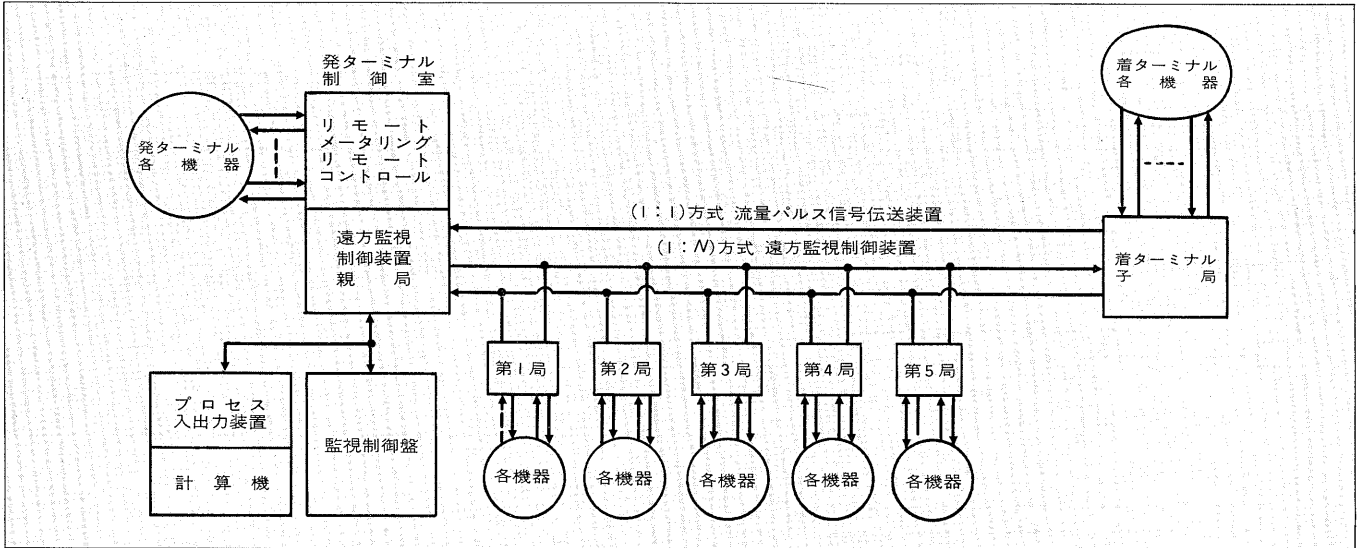 発ターミナル
制御室
リモート
メータリング
リモート
コントロール
発ターミナル
各機器
遠方監視
制御装置
親局
(1:1)方式 流量パルス信号伝送装置
(1:N)方式 遠方監視制御装置
着ターミナル
各機器
着ターミナル
子局
第1局
第2局
第3局
第4局
第5局
プロセス
入出力装置
計算機
監視制御盤
各機器
各機器
各機器
各機器
各機器